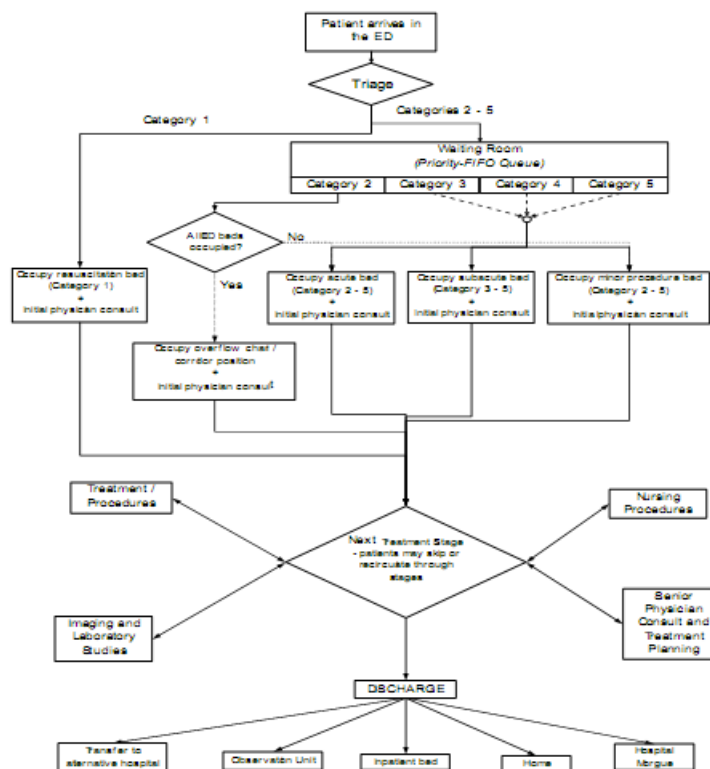 Patient arrives in
the ED
Triage
Category 1
Categories 2 - 5
Waiting Room
(Priority-FIFO Queue)
Category 2
Category 3
Category 4
Category 5
All ED beds
occupied?
No
Yes
Occupy resuscitation bed
(Category 1)
+
Initial physician consult
Occupy acute bed
(Category 2 - 5)
+
Initial physician consult
Occupy subacute bed
(Category 3 - 5)
+
Initial physician consult
Occupy minor procedure bed
(Category 2 - 5)
+
Initial physician consult
Occupy overflow chair /
corridor position
+
Initial physician consult
Treatment /
Procedures
Nursing
Procedures
Next Treatment Stage
- patients may skip or
recirculate through
stages
Imaging and
Laboratory
Studies
Senior
Physician
Consult and
Treatment
Planning
DISCHARGE
Transfer to
alternative hospital
Observation Unit
Inpatient bed
Home
Hospital
Morgue